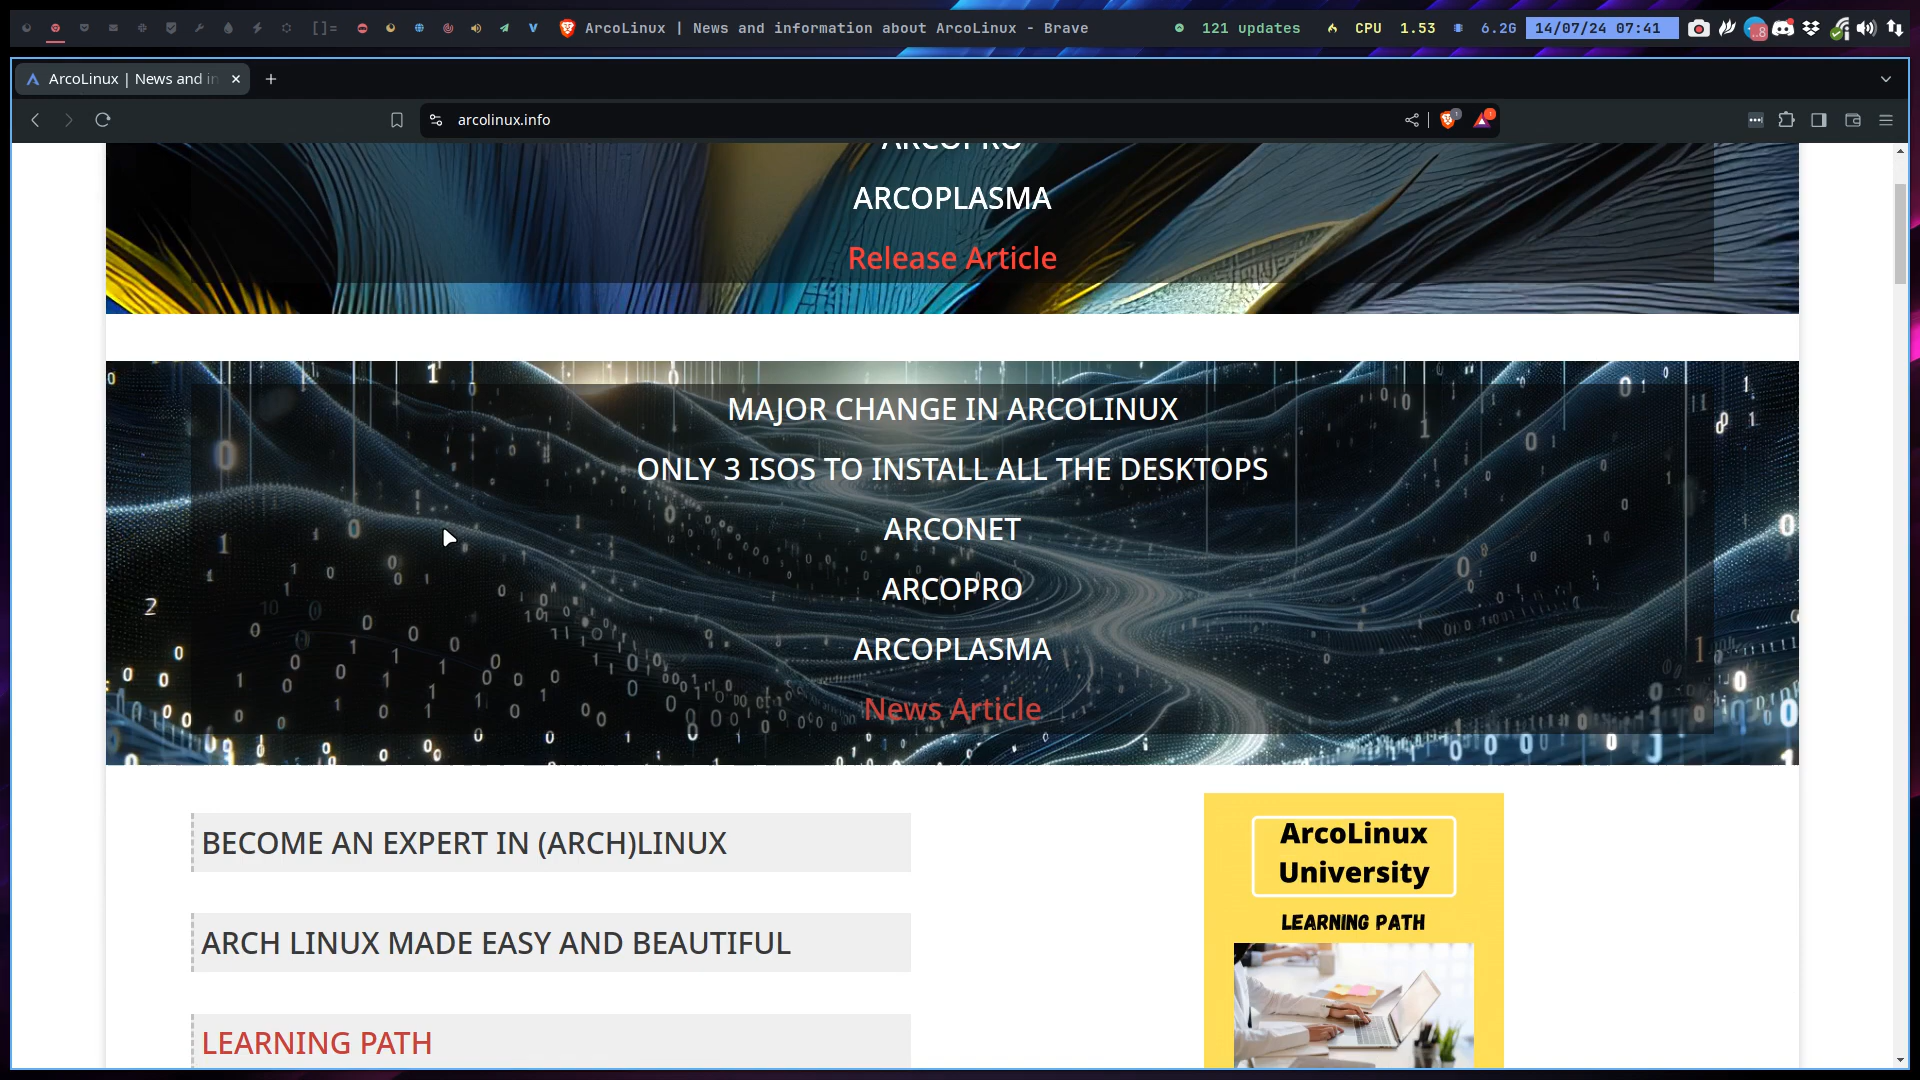 []=
ArcoLinux | News and information about ArcoLinux - Brave
121 updates
CPU 1.53
6.2G
14/07/24 07:41
ArcoLinux | News and in
arcolinux.info
ARCOPRO
ARCOPLASMA
Release Article
MAJOR CHANGE IN ARCOLINUX
ONLY 3 ISOS TO INSTALL ALL THE DESKTOPS
ARCONET
ARCOPRO
ARCOPLASMA
News Article
BECOME AN EXPERT IN (ARCH)LINUX
ARCH LINUX MADE EASY AND BEAUTIFUL
LEARNING PATH
ArcoLinux
University
LEARNING PATH